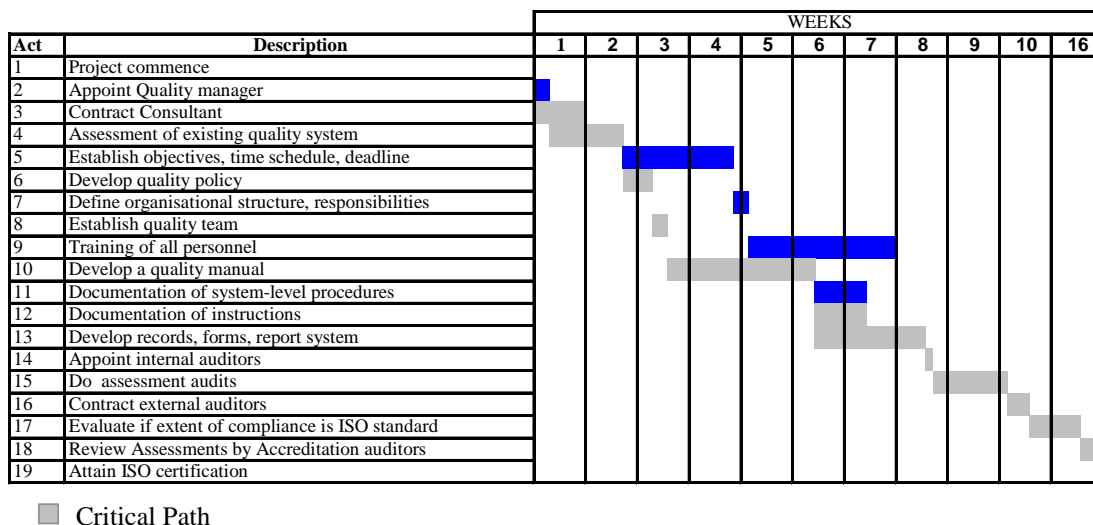 WEEKS
Act Description 1 2 3 4 5 6 7 8 9 10 16
1 Project commence
2 Appoint Quality manager
3 Contract Consultant
4 Assessment of existing quality system
5 Establish objectives, time schedule, deadline
6 Develop quality policy
7 Define organisational structure, responsibilities
8 Establish quality team
9 Training of all personnel
10 Develop a quality manual
11 Documentation of system-level procedures
12 Documentation of instructions
13 Develop records, forms, report system
14 Appoint internal auditors
15 Do assessment audits
16 Contract external auditors
17 Evaluate if extent of compliance is ISO standard
18 Review Assessments by Accreditation auditors
19 Attain ISO certification
Critical Path